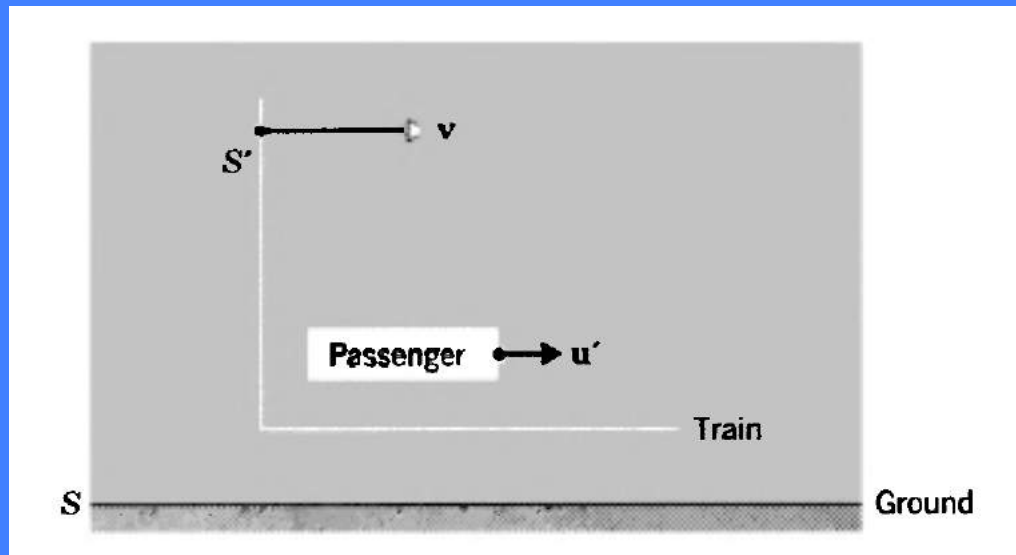 v
S′
Passenger
u′
Train
S
Ground